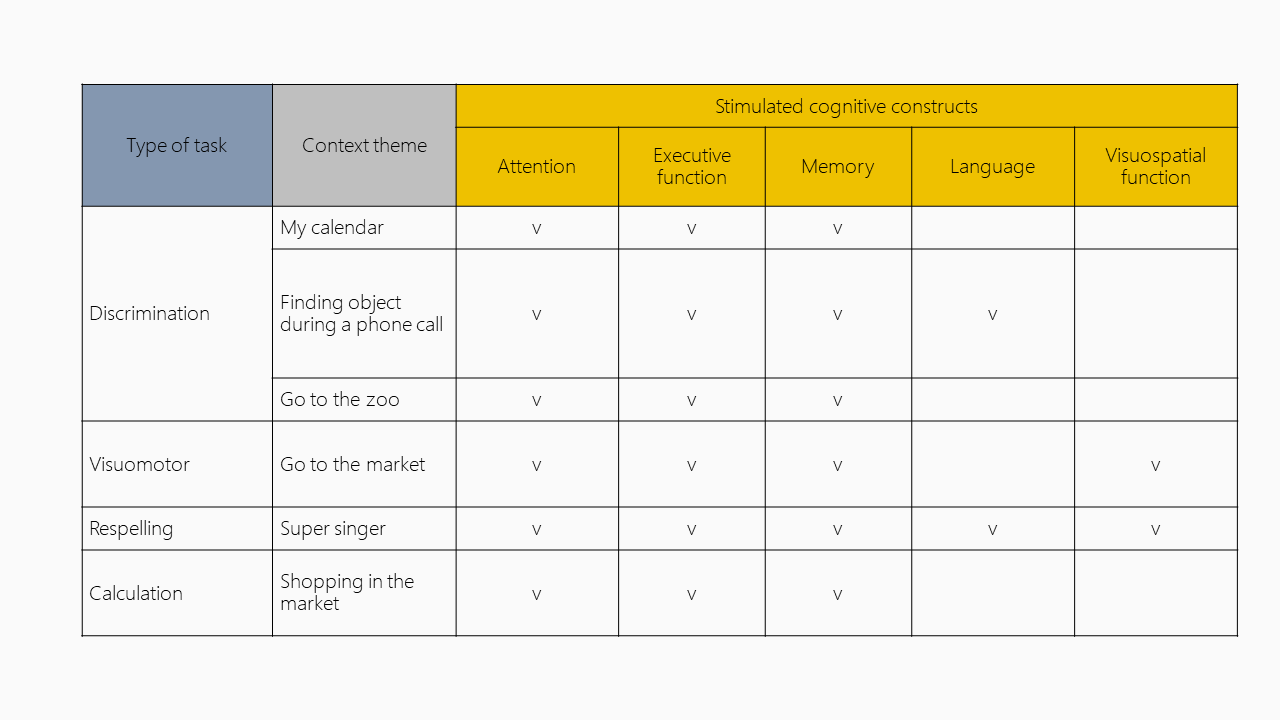 Type of task
Context theme
Stimulated cognitive constructs
Attention
Executive
function
Memory
Language
Visuospatial
function
Discrimination
My calendar
v
v
v
Finding object
during a phone call
v
v
v
v
Go to the zoo
v
v
v
Visuomotor
Go to the market
v
v
v
v
Respelling
Super singer
v
v
v
v
v
Calculation
Shopping in the
market
v
v
v